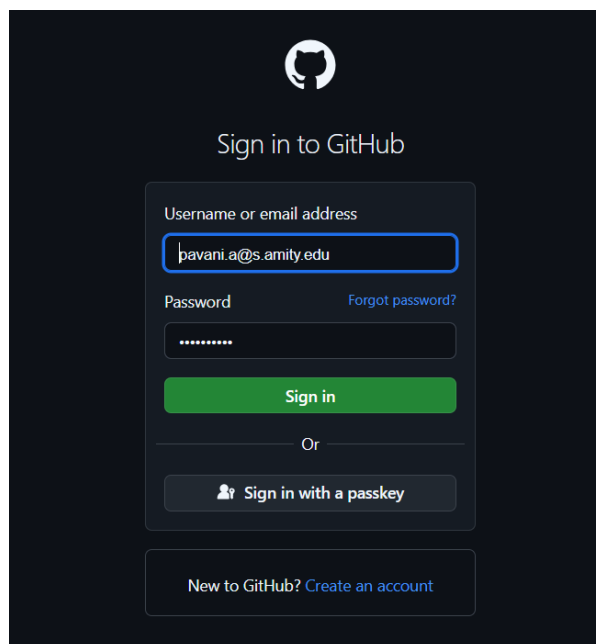 Sign in to GitHub
Username or email address
pavani.a@s.amity.edu
Password Forgot password?
••••••••••
Sign in
Or
Sign in with a passkey
New to GitHub? Create an account